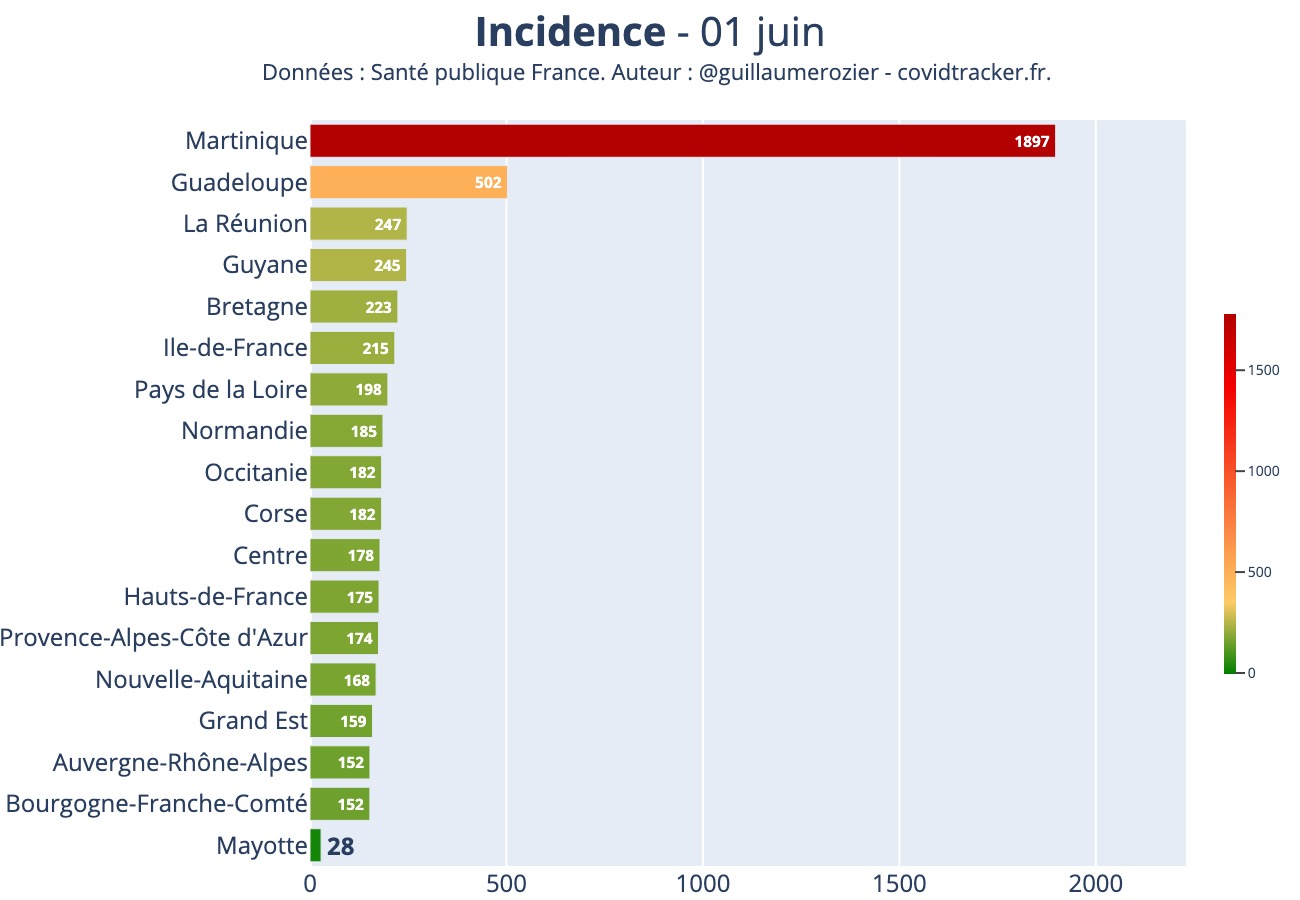 Incidence - 01 juin
Données : Santé publique France. Auteur : @guillaumerozier - covidtracker.fr.
Martinique 1897
Guadeloupe 502
La Réunion 247
Guyane 245
Bretagne 223
Ile-de-France 215
Pays de la Loire 198
Normandie 185
Occitanie 182
Corse 182
Centre 178
Hauts-de-France 175
Provence-Alpes-Côte d'Azur 174
Nouvelle-Aquitaine 168
Grand Est 159
Auvergne-Rhône-Alpes 152
Bourgogne-Franche-Comté 152
Mayotte 28
0 500 1000 1500 2000
1500
1000
500
0